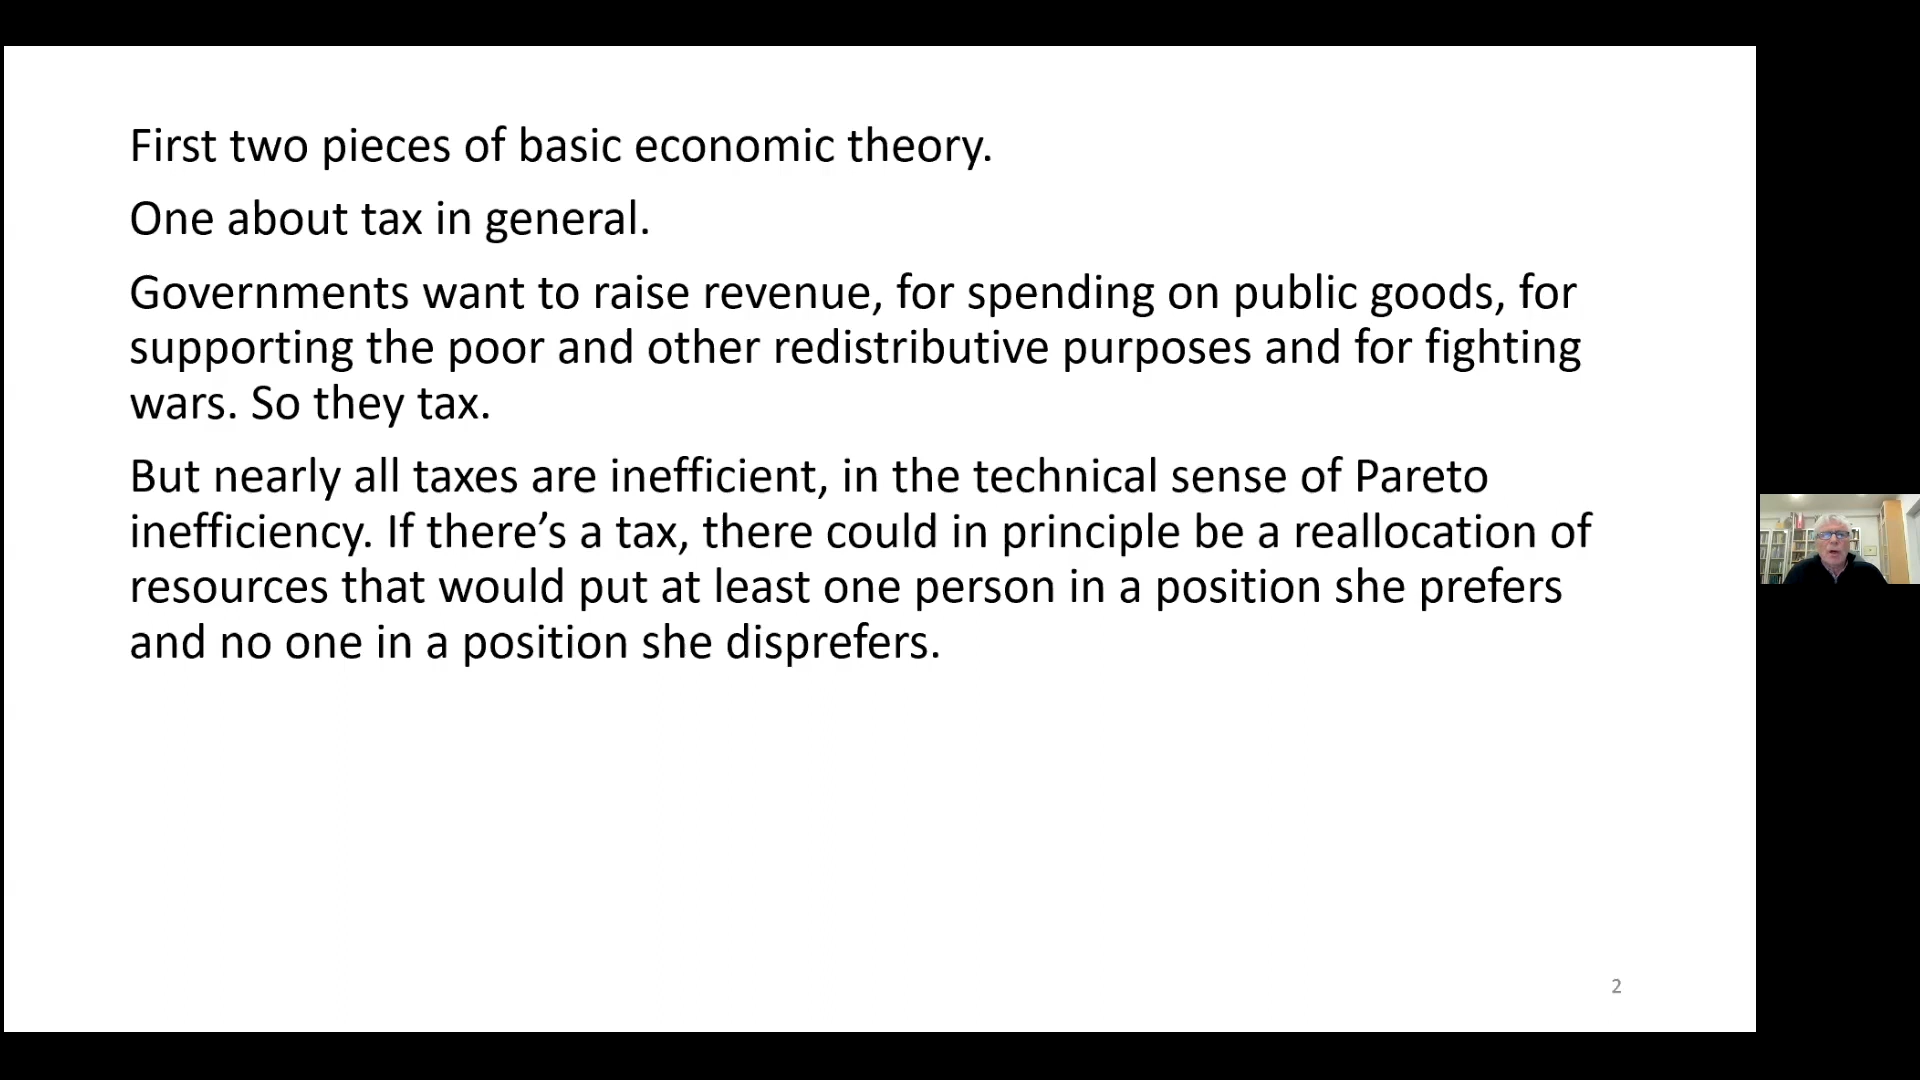 First two pieces of basic economic theory.
One about tax in general.
Governments want to raise revenue, for spending on public goods, for
supporting the poor and other redistributive purposes and for fighting
wars. So they tax.
But nearly all taxes are inefficient, in the technical sense of Pareto
inefficiency. If there’s a tax, there could in principle be a reallocation of
resources that would put at least one person in a position she prefers
and no one in a position she disprefers.
2